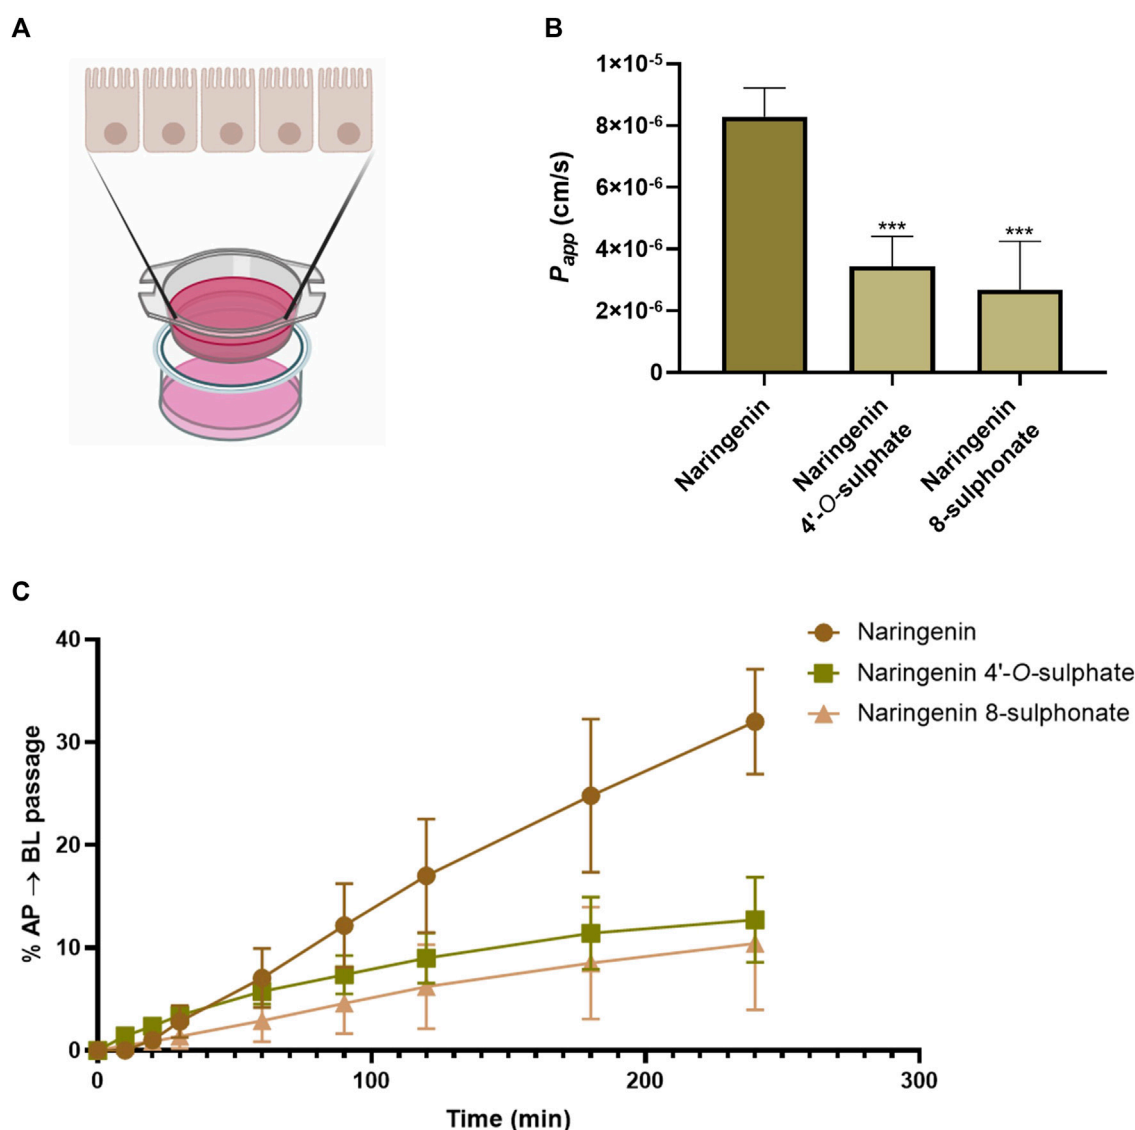 A
B
1×10-5
8×10-6
6×10-6
4×10-6
2×10-6
0
Papp (cm/s)
***
***
Naringenin
Naringenin
4'-O-sulphate
Naringenin
8-sulphonate
C
40
30
20
10
0
% AP → BL passage
0
100
200
300
Time (min)
Naringenin
Naringenin 4'-O-sulphate
Naringenin 8-sulphonate